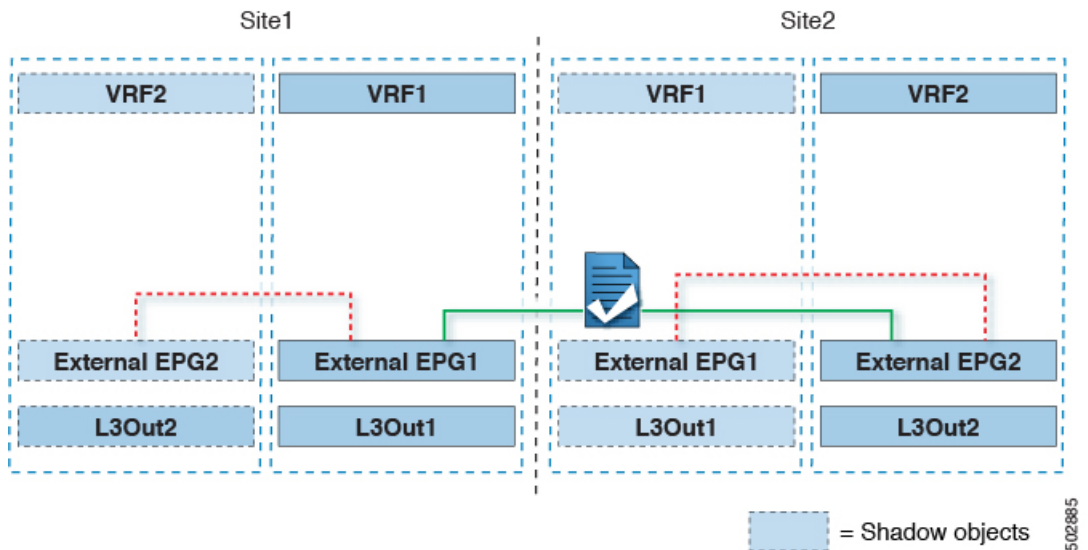 Site1
Site2
VRF2
VRF1
VRF1
VRF2
External EPG2
External EPG1
External EPG1
External EPG2
L3Out2
L3Out1
L3Out1
L3Out2
= Shadow objects
502885